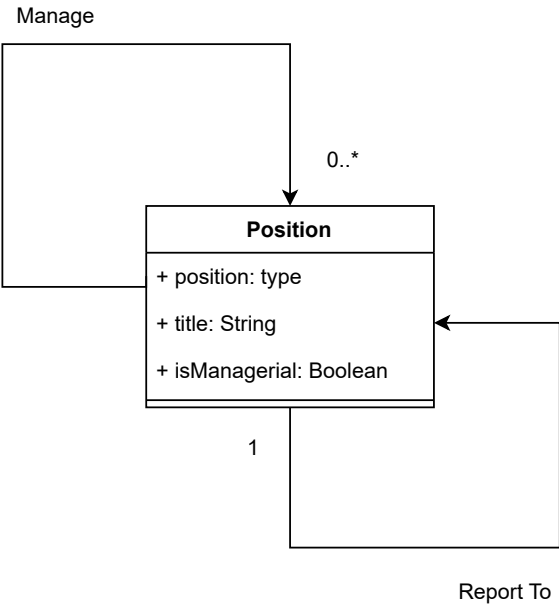 Manage
0..*
Position
+ position: type
+ title: String
+ isManagerial: Boolean
1
Report To